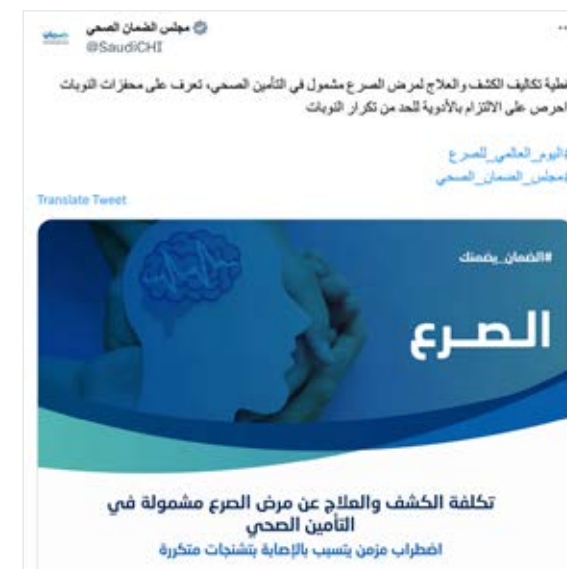 مجلس الضمان الصحي
@SaudiCHI
تكاليف الكشف والعلاج لمرض الصرع مشمول في التأمين الصحي، تعرف على محفزات النوبات
احرص على الالتزام بالأدوية للحد من تكرار النوبات
اليوم_العالمي_للصرع
مجلس_الضمان_الصحي
Translate Tweet
#الضمان_يضمنك
الصرع
تكلفة الكشف والعلاج عن مرض الصرع مشمولة في
التأمين الصحي
اضطراب مزمن يتسبب بالإصابة بتشنجات متكررة